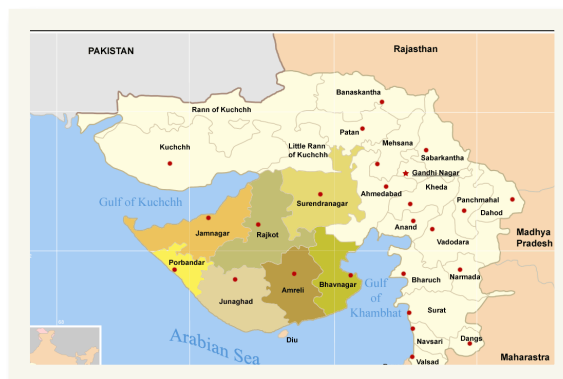 PAKISTAN
Rajasthan
Banaskantha
Rann of Kuchchh
Patan
Mehsana
Kuchchh
Little Rann
of Kuchchh
Sabarkantha
Gandhi Nagar
Ahmedabad
Kheda
Gulf of Kuchchh
Surendranagar
Panchmahal
Dahod
Jamnagar
Rajkot
Anand
Vadodara
Madhya
Pradesh
Porbandar
Junaghad
Amreli
Bhavnagar
Gulf
of
Khambhat
Bharuch
Narmada
Surat
Arabian Sea
Diu
Navsari
Dangs
Valsad
Maharastra